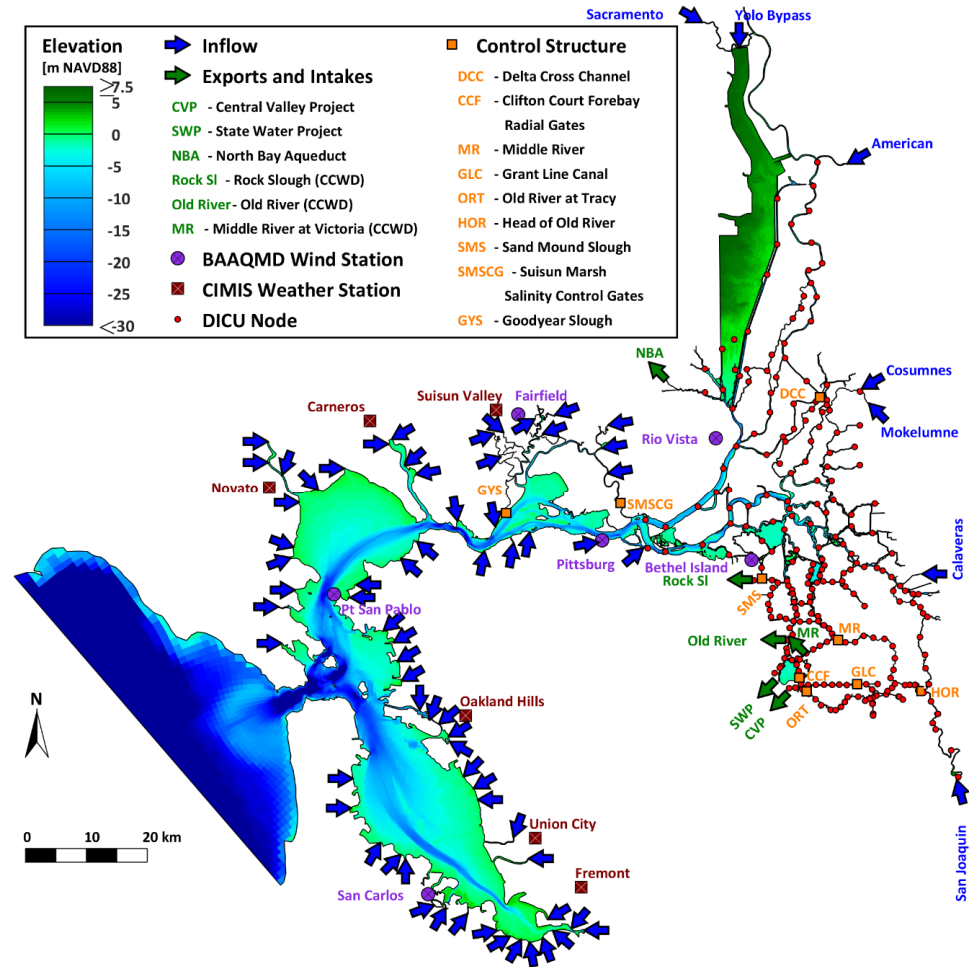 Sacramento
Yolo Bypass
Elevation
[m NAVD88]
> 7.5
5
0
-5
-10
-15
-20
-25
< -30
Inflow
Exports and Intakes
CVP - Central Valley Project
SWP - State Water Project
NBA - North Bay Aqueduct
Rock Sl - Rock Slough (CCWD)
Old River - Old River (CCWD)
MR - Middle River at Victoria (CCWD)
BAAQMD Wind Station
CIMIS Weather Station
DICU Node
Control Structure
DCC - Delta Cross Channel
CCF - Clifton Court Forebay
Radial Gates
MR - Middle River
GLC - Grant Line Canal
ORT - Old River at Tracy
HOR - Head of Old River
SMS - Sand Mound Slough
SMSCG - Suisun Marsh
Salinity Control Gates
GYS - Goodyear Slough
American
NBA
Cosumnes
Suisun Valley
Fairfield
DCC
Carneros
Mokelumne
Rio Vista
Novato
GYS
SMSCG
Calaveras
Pittsburg
Bethel Island
Rock Sl
SMS
Pt San Pablo
Old River
MR
MR
CCF
GLC
HOR
SWP
CVP
ORT
Oakland Hills
N
0 10 20 km
Union City
Fremont
San Carlos
San Joaquin